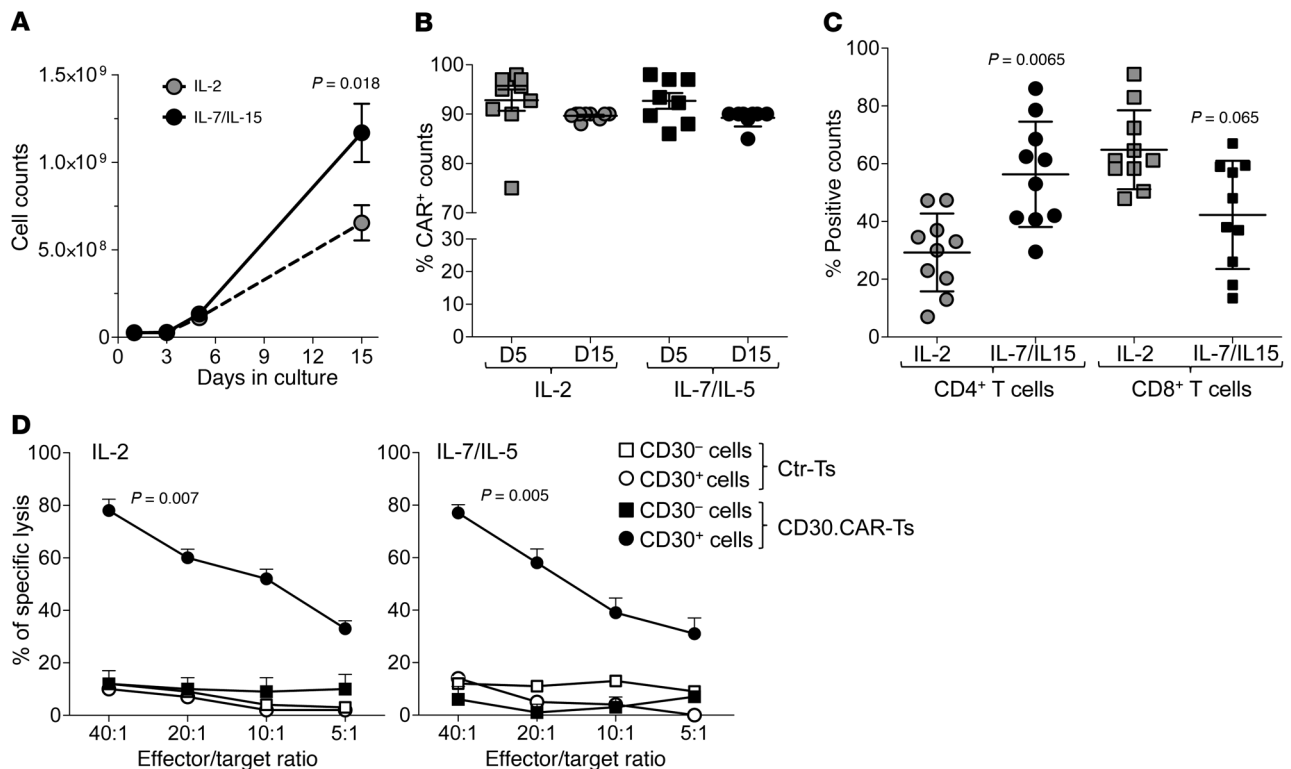 A
Cell counts
1.5×10⁹
1.0×10⁹
5.0×10⁸
0
IL-2
IL-7/IL-15
P = 0.018
0 3 6 9 12 15
Days in culture
B
% CAR⁺ counts
100
90
80
70
30
20
10
0
D5 D15 D5 D15
IL-2 IL-7/IL-5
C
% Positive counts
100
80
60
40
20
0
P = 0.0065
P = 0.065
IL-2 IL-7/IL15 IL-2 IL-7/IL15
CD4⁺ T cells CD8⁺ T cells
D
% of specific lysis
IL-2
100
80
60
40
20
0
P = 0.007
40:1 20:1 10:1 5:1
Effector/target ratio
IL-7/IL-5
100
80
60
40
20
0
P = 0.005
40:1 20:1 10:1 5:1
Effector/target ratio
CD30⁻ cells
CD30⁺ cells
Ctr-Ts
CD30⁻ cells
CD30⁺ cells
CD30.CAR-Ts